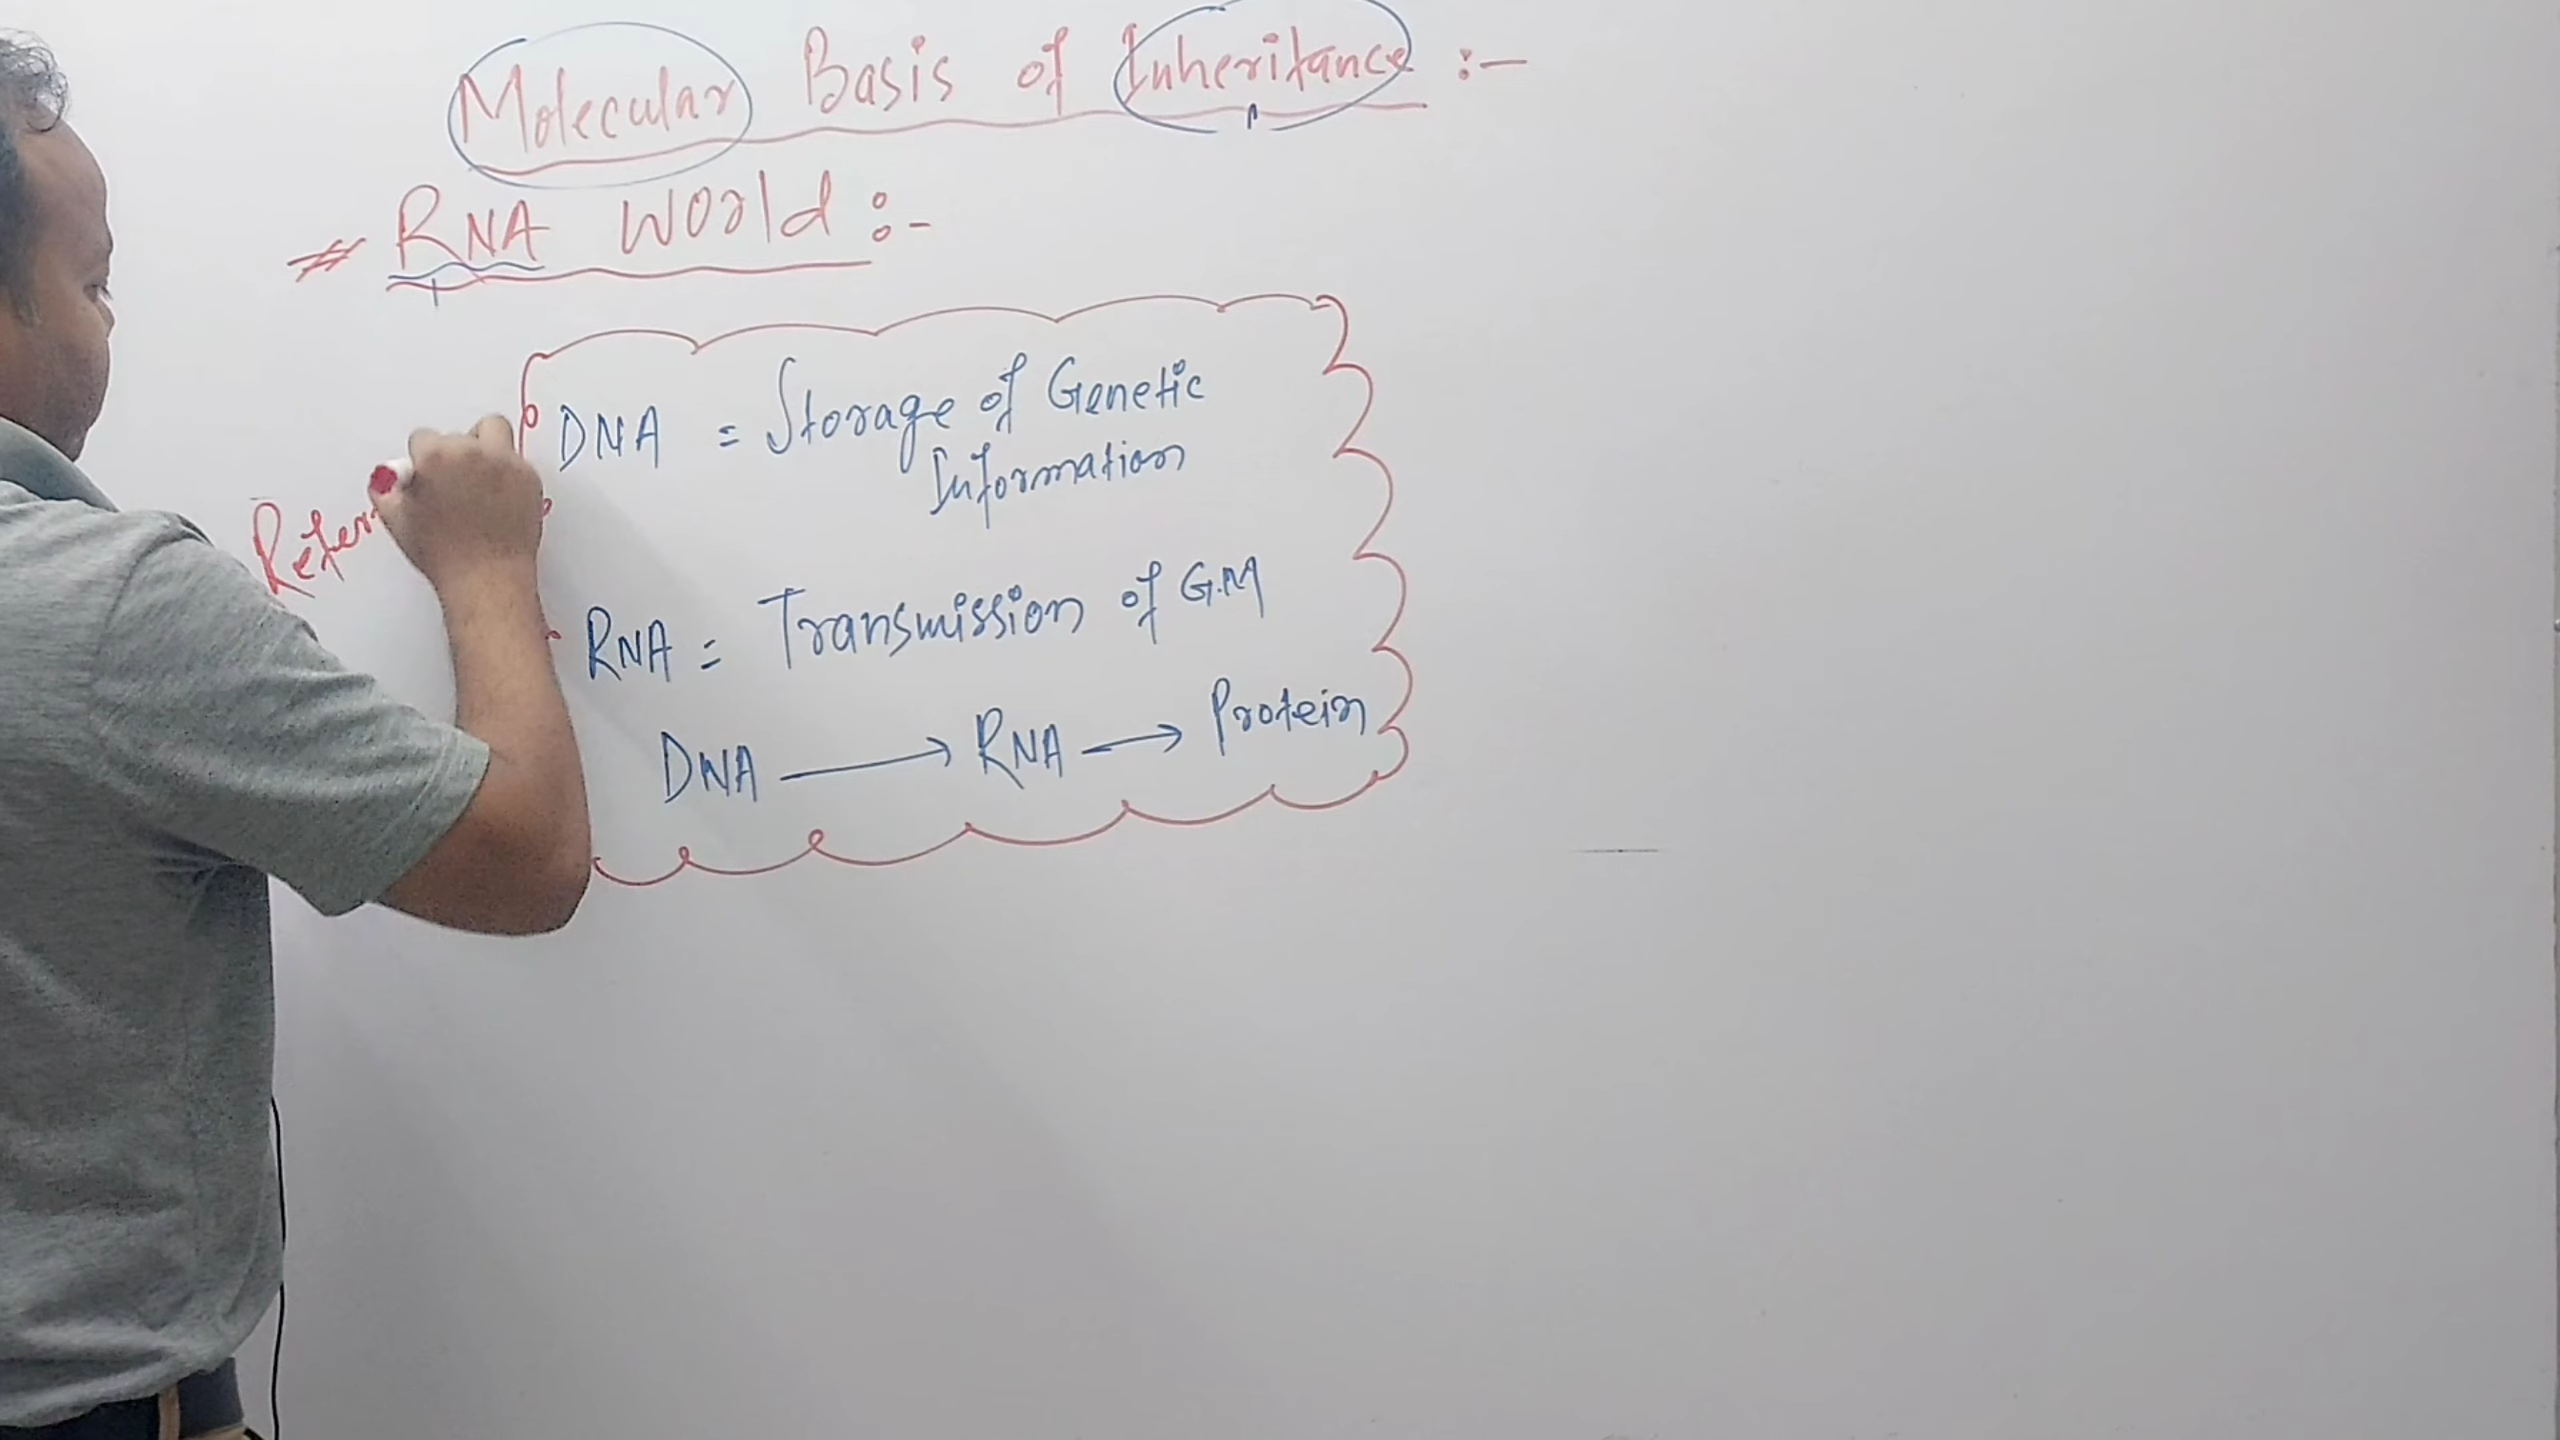 Molecular Basis of Inheritance :-
# RNA World :-
DNA = Storage of Genetic
Information
Refer
RNA = Transmission of G.M
DNA → RNA → Protein